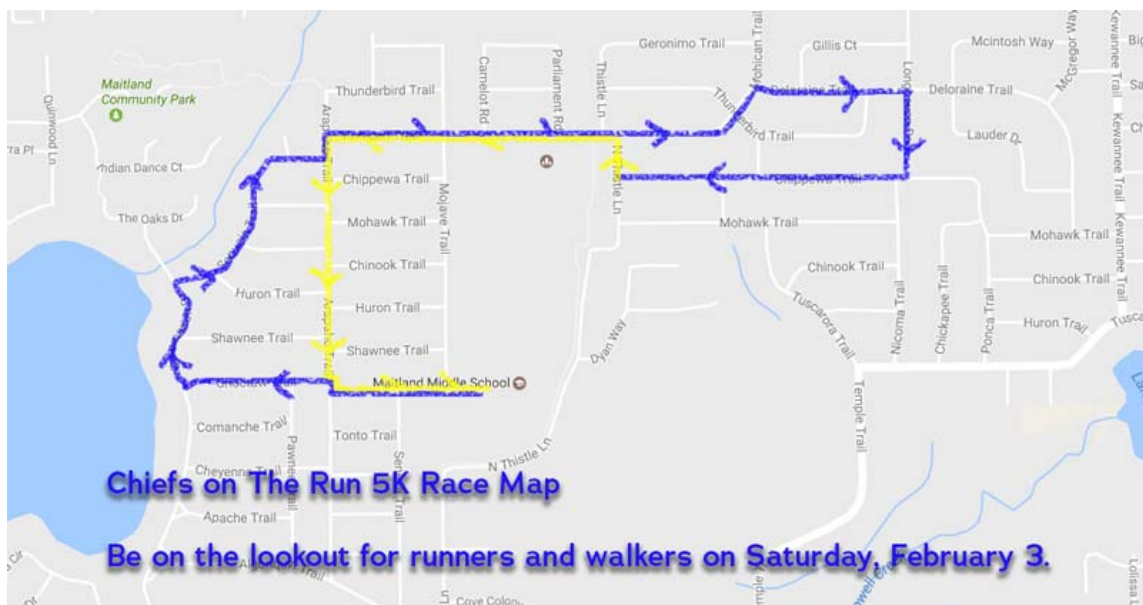 Geronimo Trail
Mohican Trail
Gillis Ct
Mcintosh Way
McGregor Way
Kewannee Trail
Maitland
Community Park
Quinwood Ln
Thunderbird Trail
Camelot Rd
Parliament Rd
Thistle Ln
Thunderbird Trail
Deloraine Trail
Lauder Dr
Chippewa Trail
Mojave Trail
N Thistle Ln
Chippewa Trail
The Oaks Dr
Mohawk Trail
Mohawk Trail
Mohawk Trail
Kewannee Trail
Chinook Trail
Chinook Trail
Chinook Trail
Huron Trail
Arapaho Trail
Huron Trail
Tuscarora Trail
Nicoma Trail
Chickapee Trail
Ponca Trail
Huron Trail
Shawnee Trail
Shawnee Trail
Dyan Way
Maitland Middle School
Temple Trail
Comanche Trail
Tonto Trail
N Thistle Ln
Cheyenne Trail
Chiefs on The Run 5K Race Map
Apache Trail
Be on the lookout for runners and walkers on Saturday, February 3.